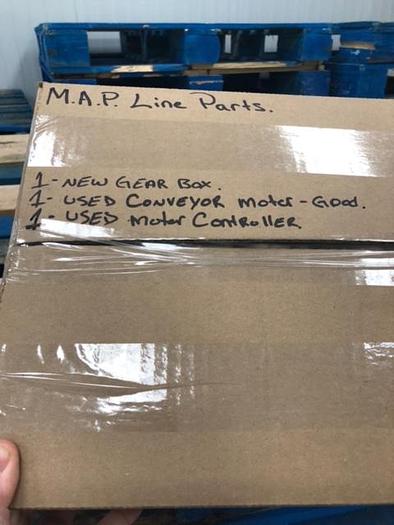 M.A.P. Line Parts.
1 - NEW GEAR BOX.
1 - USED CONVEYOR motor - Good.
1 - USED Motor CONTROLLER.